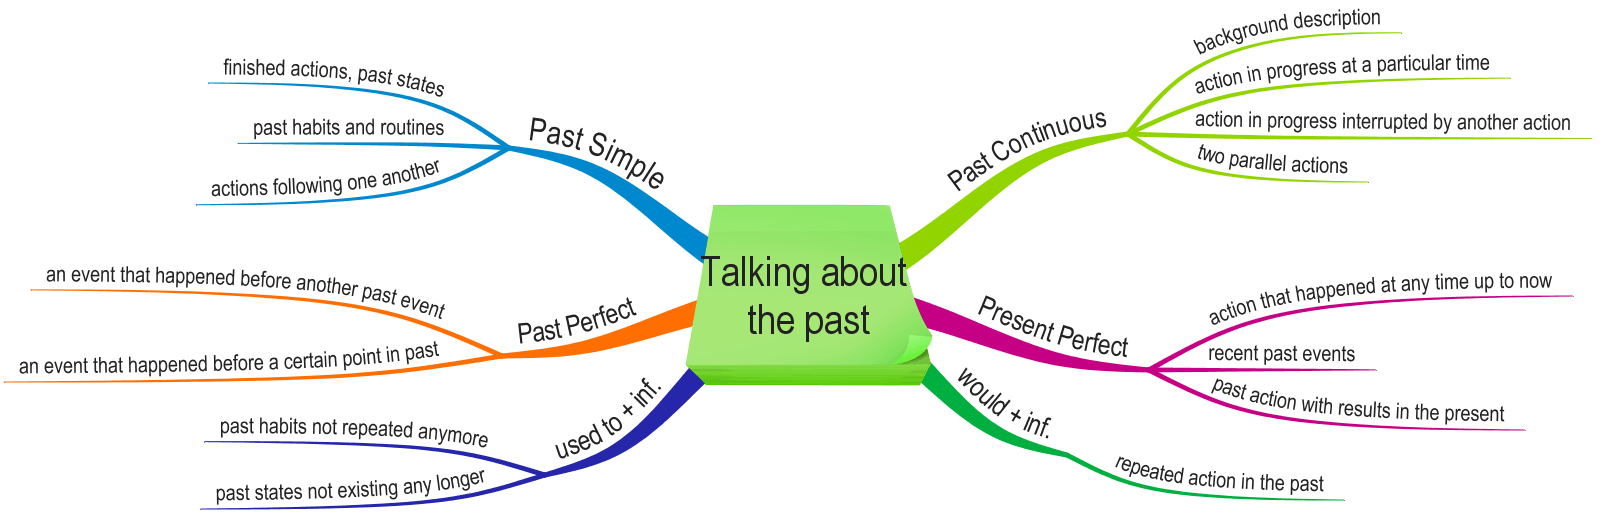 Talking about
the past
Past Simple
finished actions, past states
past habits and routines
actions following one another
Past Perfect
an event that happened before another past event
an event that happened before a certain point in past
used to + inf.
past habits not repeated anymore
past states not existing any longer
Past Continuous
background description
action in progress at a particular time
action in progress interrupted by another action
two parallel actions
Present Perfect
action that happened at any time up to now
recent past events
past action with results in the present
would + inf.
repeated action in the past